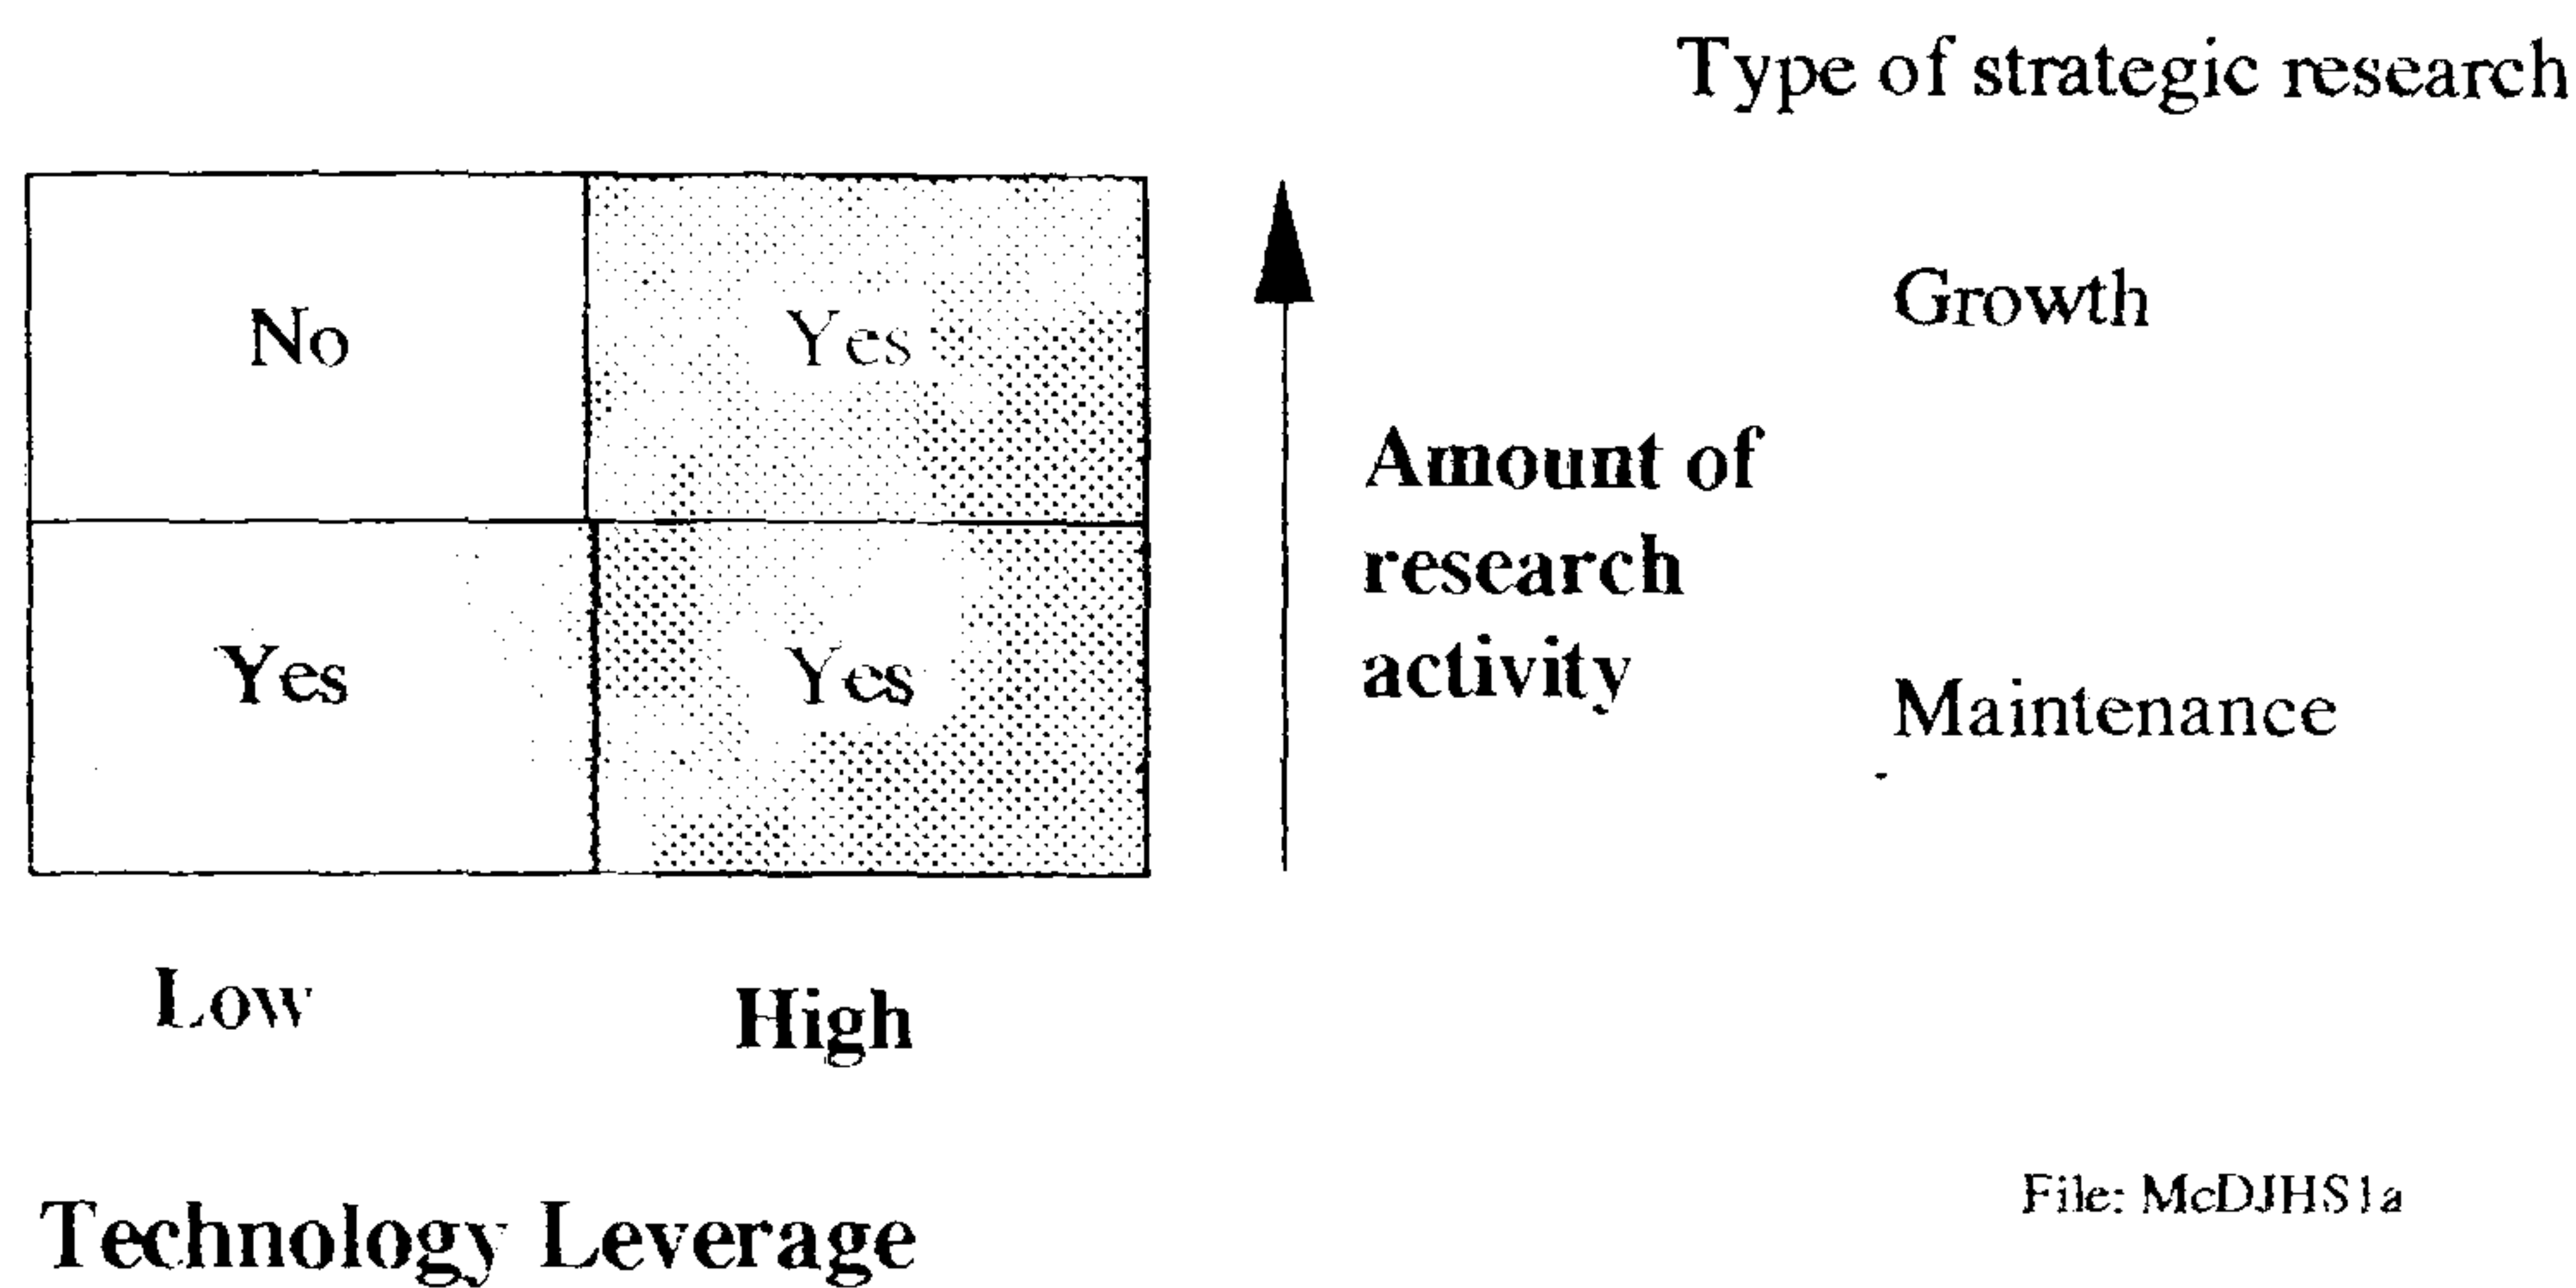 Type of strategic research
No
Yes
Growth
Amount of
research
activity
Yes
Yes
Maintenance
Low
High
Technology Leverage
File: McDJHS1a